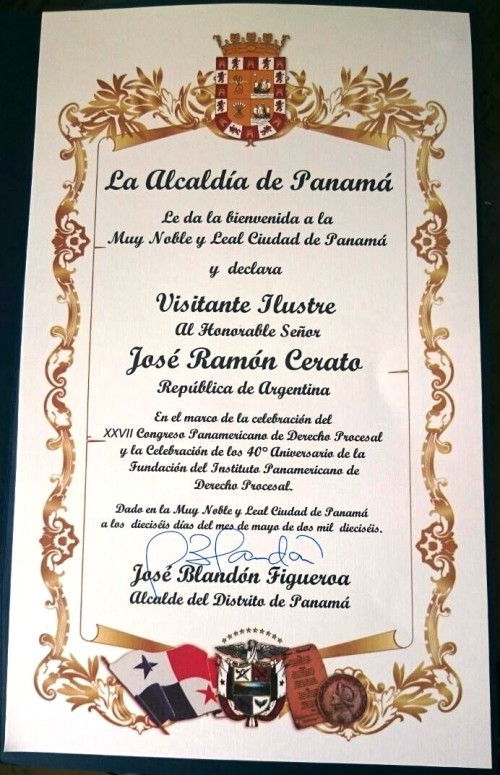 La Alcaldía de Panamá
Le da la bienvenida a la
Muy Noble y Leal Ciudad de Panamá
y declara
Visitante Ilustre
Al Honorable Señor
José Ramón Cerato
República de Argentina
En el marco de la celebración del
XXVII Congreso Panamericano de Derecho Procesal
y la Celebración de los 40° Aniversario de la
Fundación del Instituto Panamericano de
Derecho Procesal.
Dado en la Muy Noble y Leal Ciudad de Panamá
a los dieciséis días del mes de mayo de dos mil dieciséis.
José Blandón Figueroa
Alcalde del Distrito de Panamá